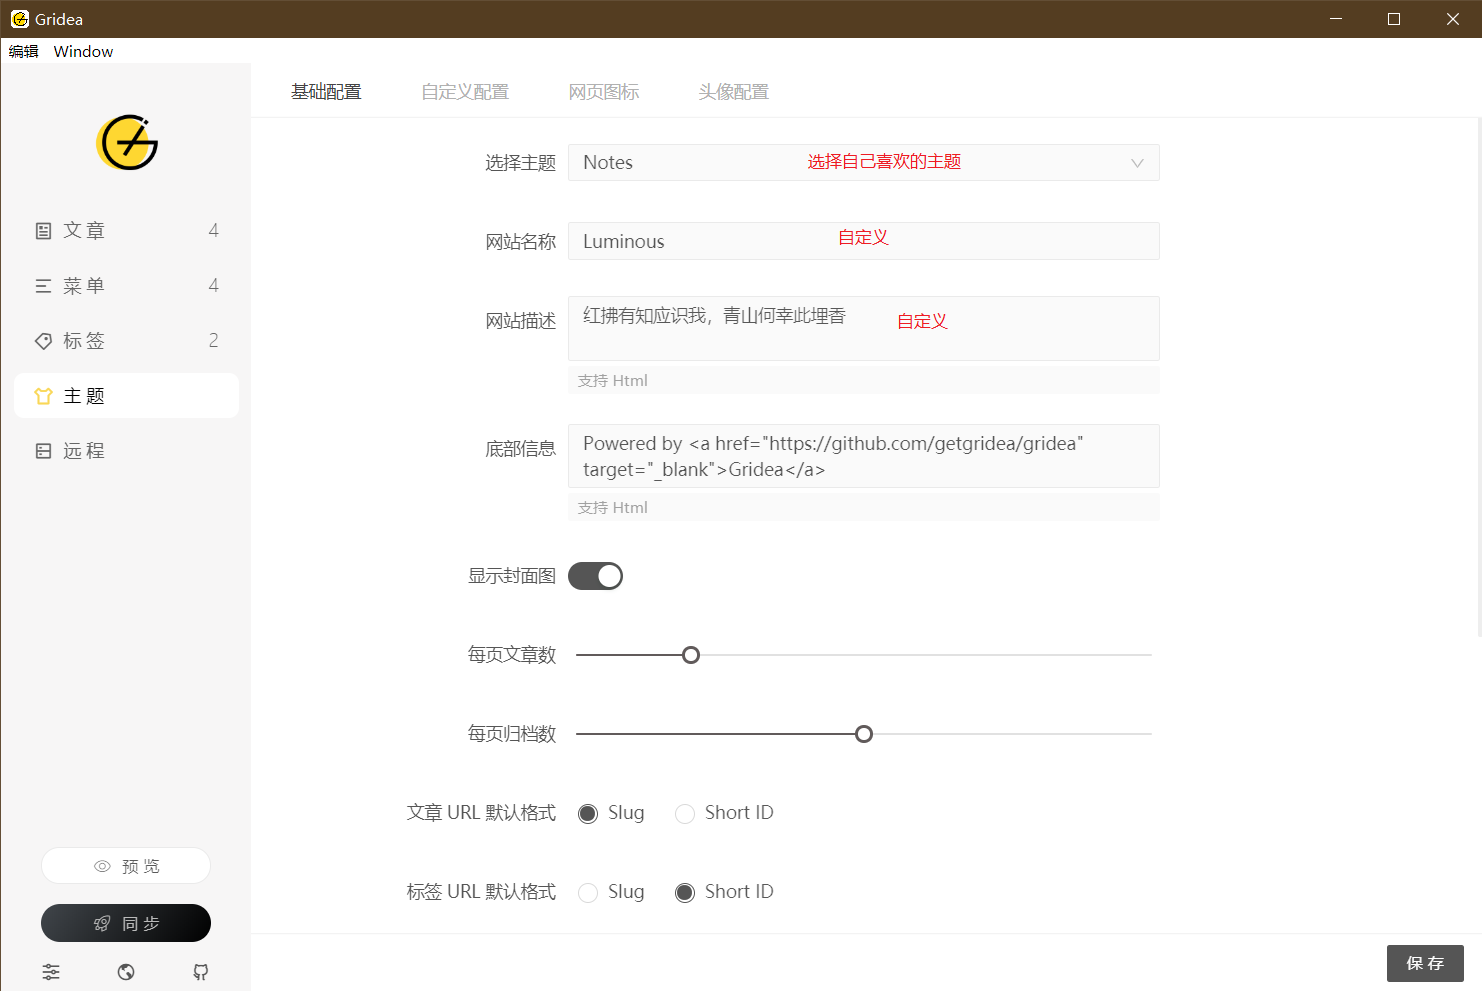 Gridea
编辑 Window
基础配置 自定义配置 网页图标 头像配置
选择主题 Notes 选择自己喜欢的主题
文章 4
网站名称 Luminous 自定义
菜单 4
网站描述 红拂有知应识我，青山何幸此埋香 自定义
标签 2
支持 Html
主题
底部信息 Powered by <a href="https://github.com/getgridea/gridea"
target="_blank">Gridea</a>
远程
支持 Html
显示封面图
每页文章数
每页归档数
文章 URL 默认格式 Slug Short ID
预览
标签 URL 默认格式 Slug Short ID
同步
保存